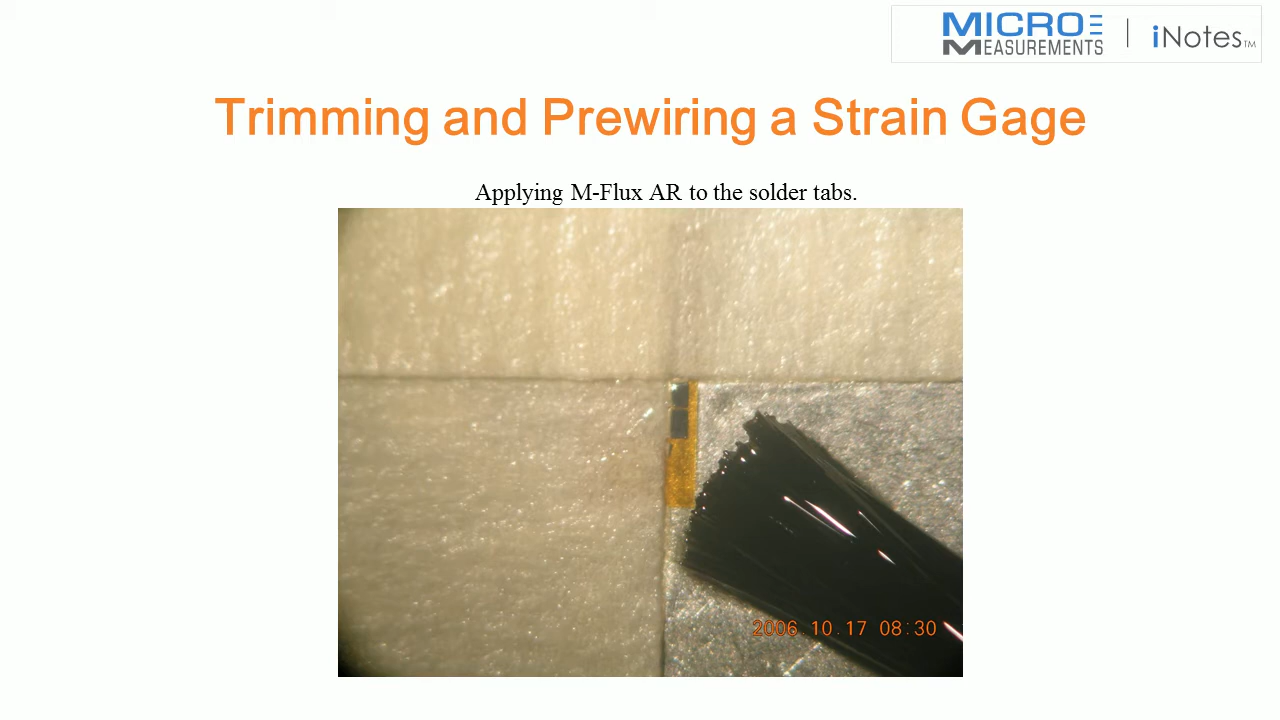 MICRO
MEASUREMENTS | iNotes™
Trimming and Prewiring a Strain Gage
Applying M-Flux AR to the solder tabs.
2006.10.17 08:30